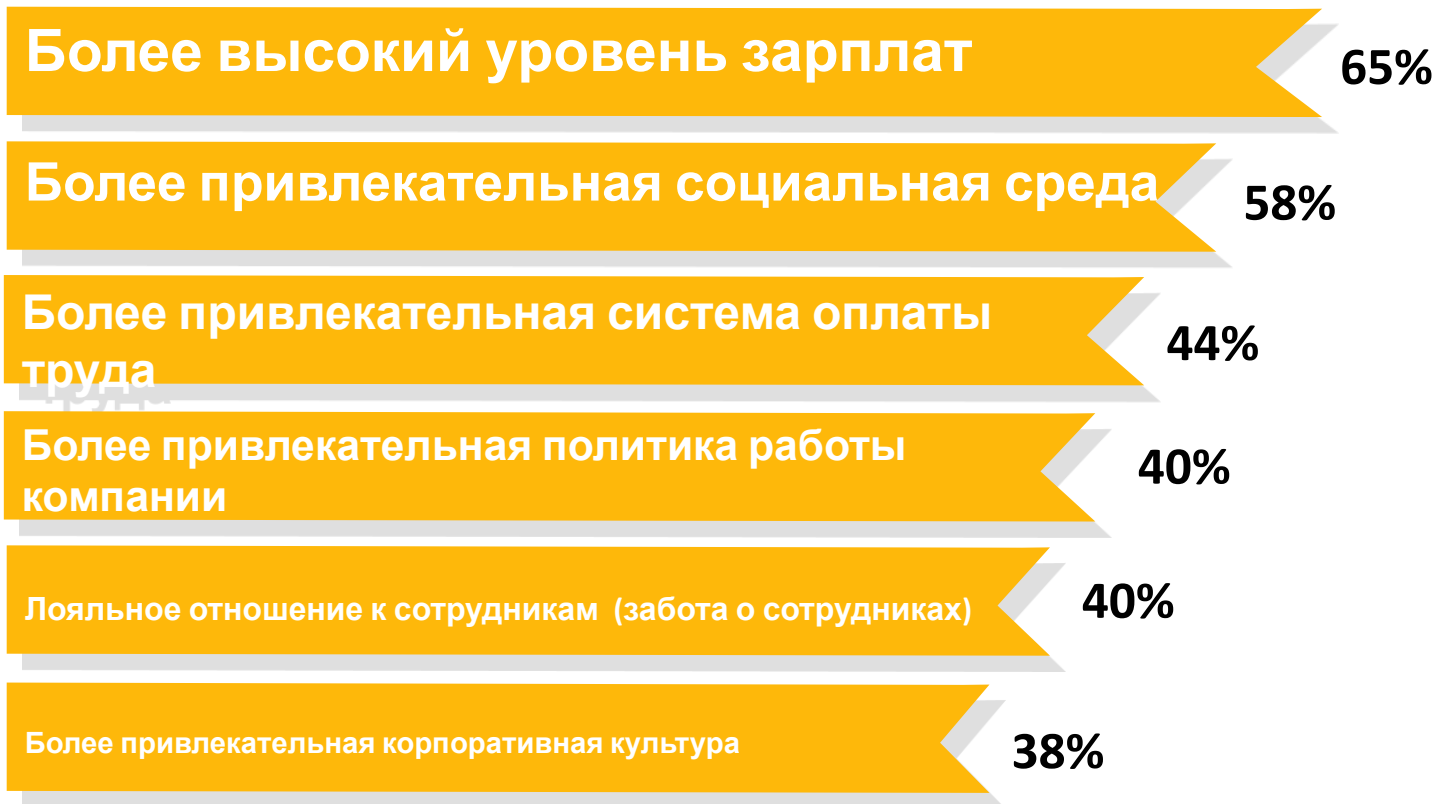 Более высокий уровень зарплат
65%
Более привлекательная социальная среда
58%
Более привлекательная система оплаты
труда
44%
Более привлекательная политика работы
компании
40%
Лояльное отношение к сотрудникам (забота о сотрудниках)
40%
Более привлекательная корпоративная культура
38%